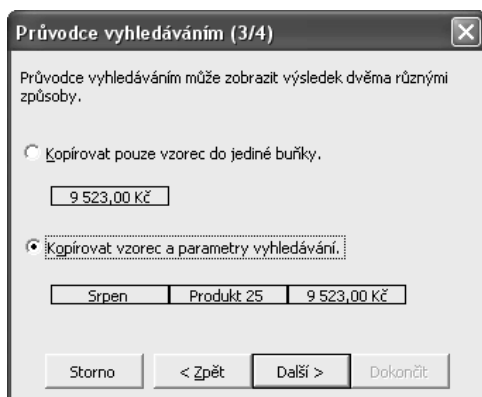 Průvodce vyhledáváním (3/4)
Průvodce vyhledáváním může zobrazit výsledek dvěma různými
způsoby.
Kopírovat pouze vzorec do jediné buňky.
9 523,00 Kč
Kopírovat vzorec a parametry vyhledávání.
Srpen Produkt 25 9 523,00 Kč
Storno < Zpět Další > Dokončit